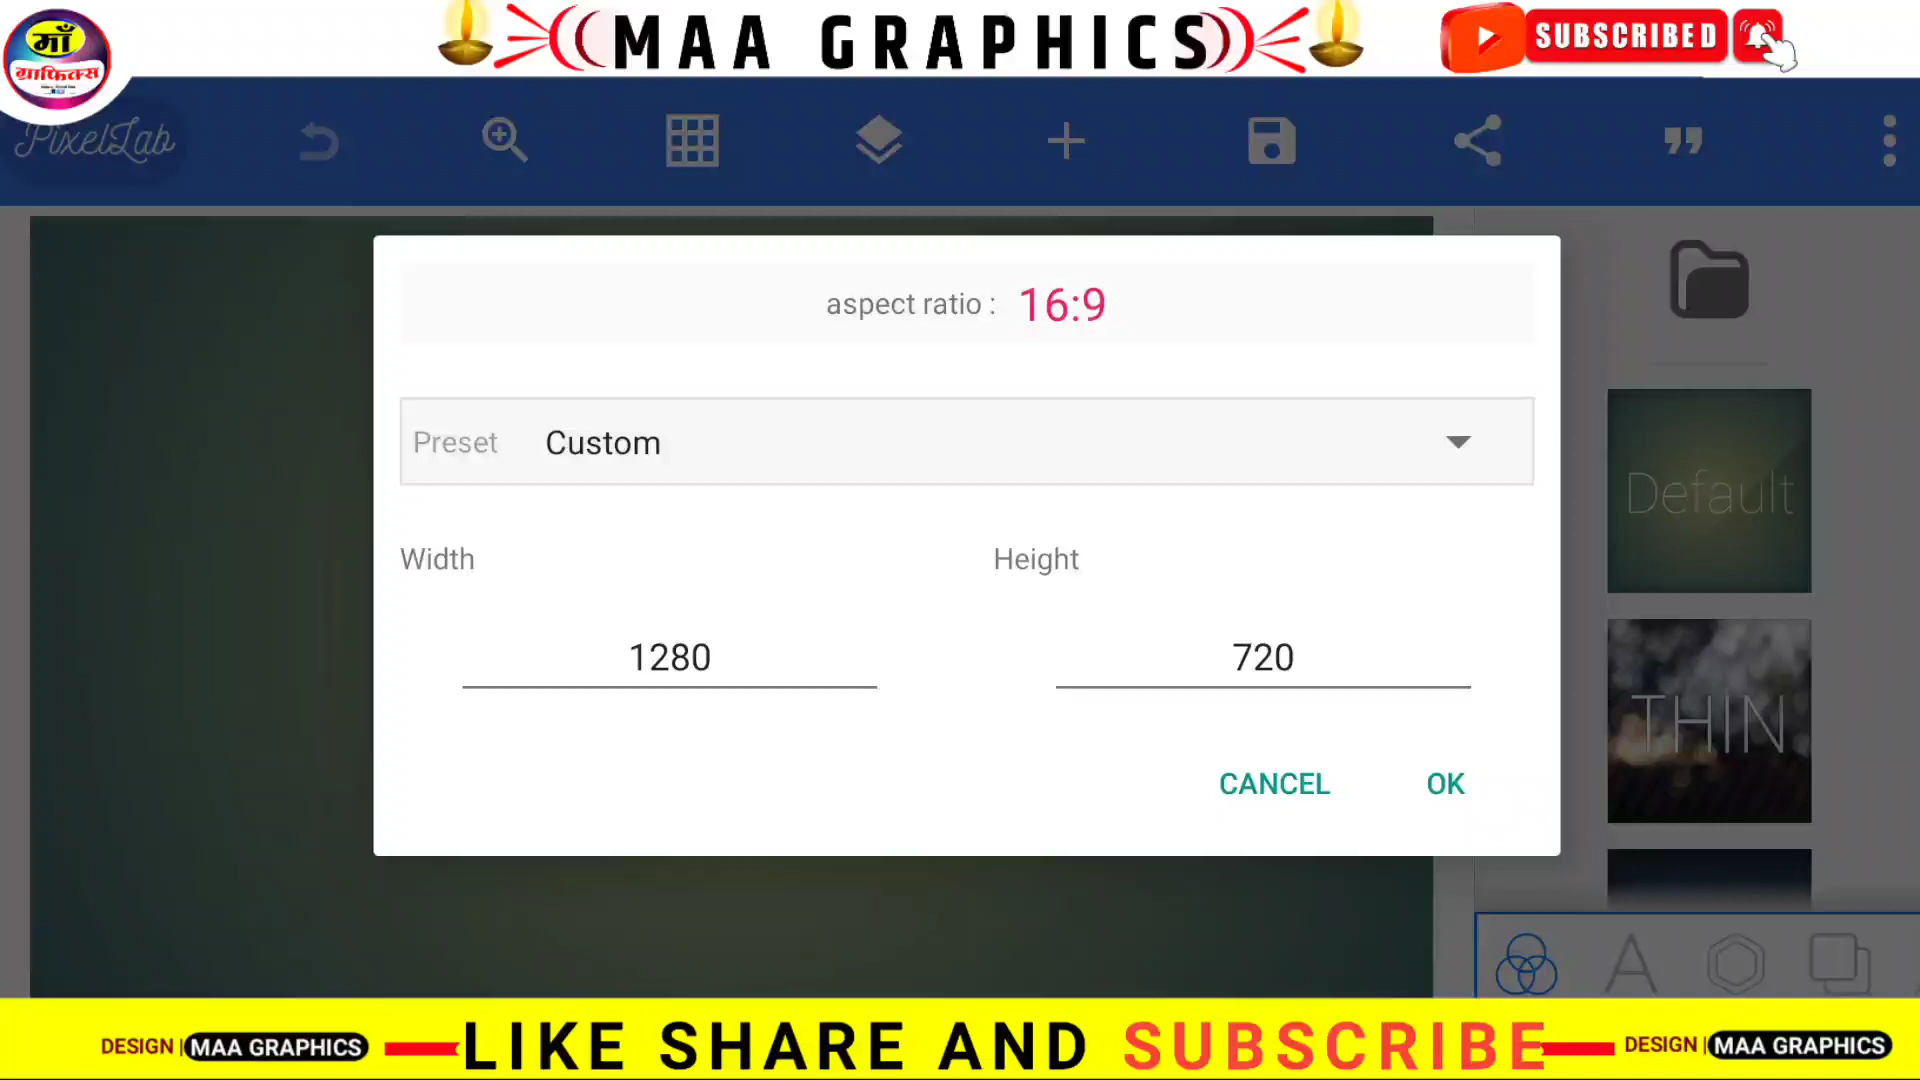 माँ
ग्राफिक्स
MAA GRAPHICS
SUBSCRIBED
PixelLab
aspect ratio : 16:9
Preset Custom
Width Height
1280 720
CANCEL OK
Default
THIN
DESIGN | MAA GRAPHICS
LIKE SHARE AND SUBSCRIBE
DESIGN | MAA GRAPHICS